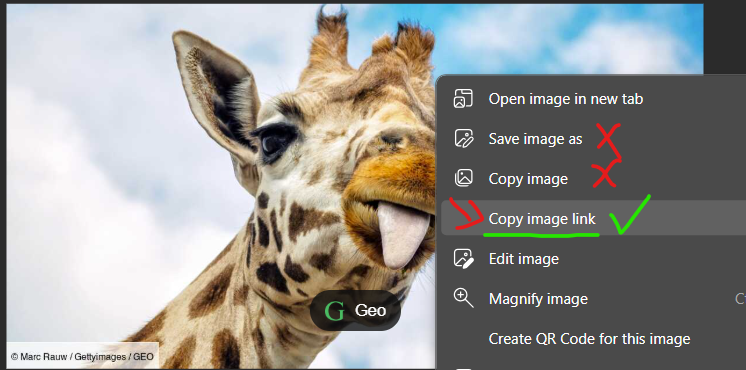 Open image in new tab
Save image as
Copy image
Copy image link
Edit image
Magnify image
Create QR Code for this image
G Geo
© Marc Rauw / Gettyimages / GEO